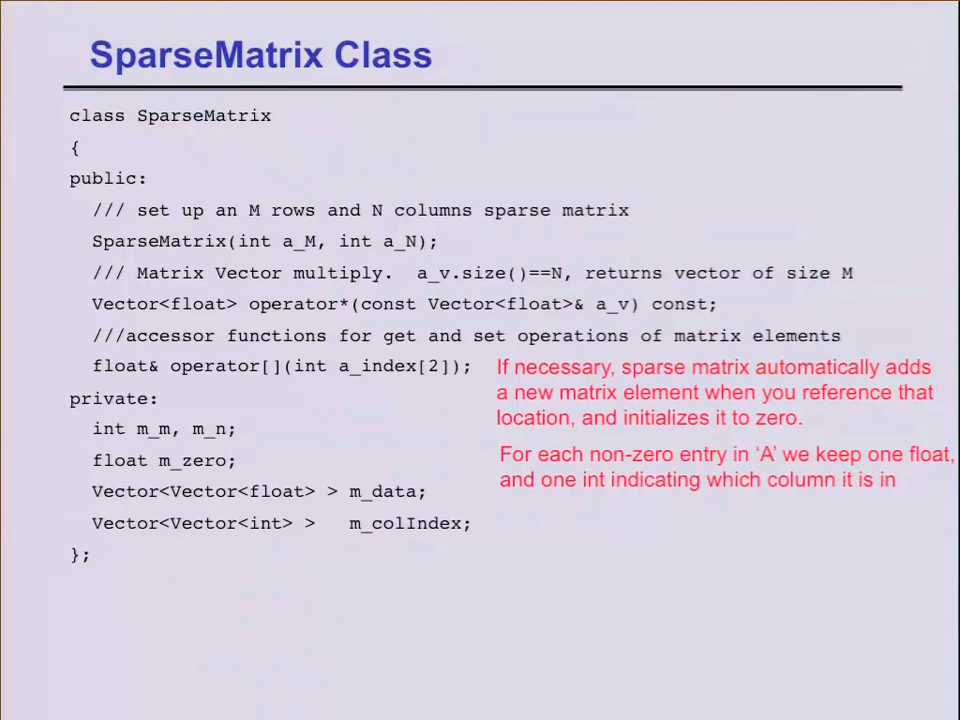 SparseMatrix Class
class SparseMatrix
{
public:
/// set up an M rows and N columns sparse matrix
SparseMatrix(int a_M, int a_N);
/// Matrix Vector multiply.  a_v.size()==N, returns vector of size M
Vector<float> operator*(const Vector<float>& a_v) const;
///accessor functions for get and set operations of matrix elements
float& operator[](int a_index[2]);
If necessary, sparse matrix automatically adds
a new matrix element when you reference that
location, and initializes it to zero.
For each non-zero entry in ‘A’ we keep one float,
and one int indicating which column it is in
private:
int m_m, m_n;
float m_zero;
Vector<Vector<float> > m_data;
Vector<Vector<int> >   m_colIndex;
};